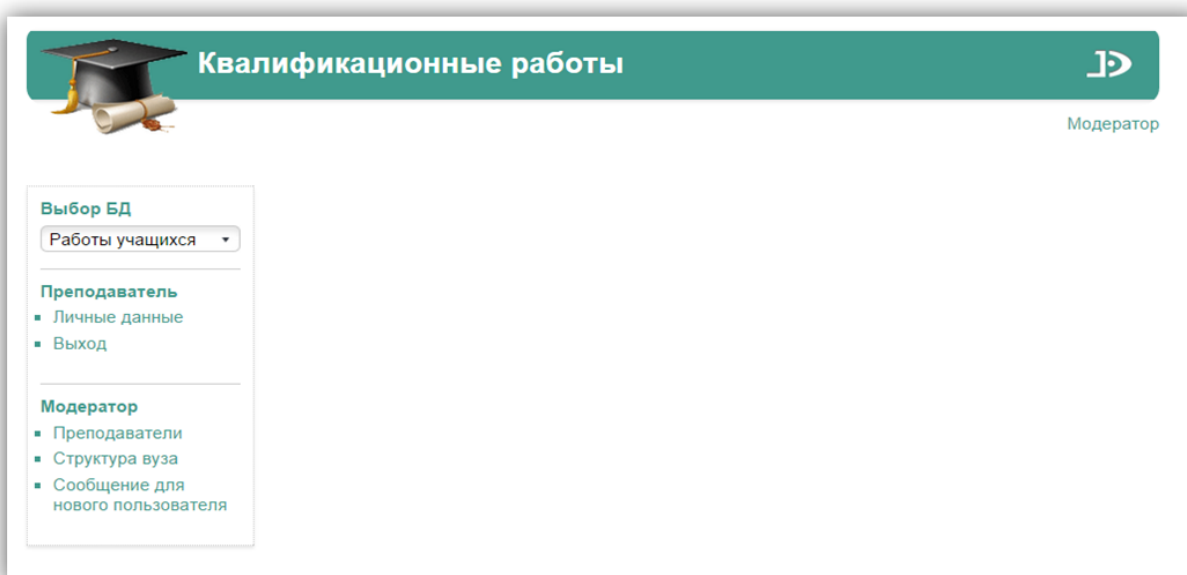 Квалификационные работы
Модератор
Выбор БД
Работы учащихся
Преподаватель
Личные данные
Выход
Модератор
Преподаватели
Структура вуза
Сообщение для
нового пользователя